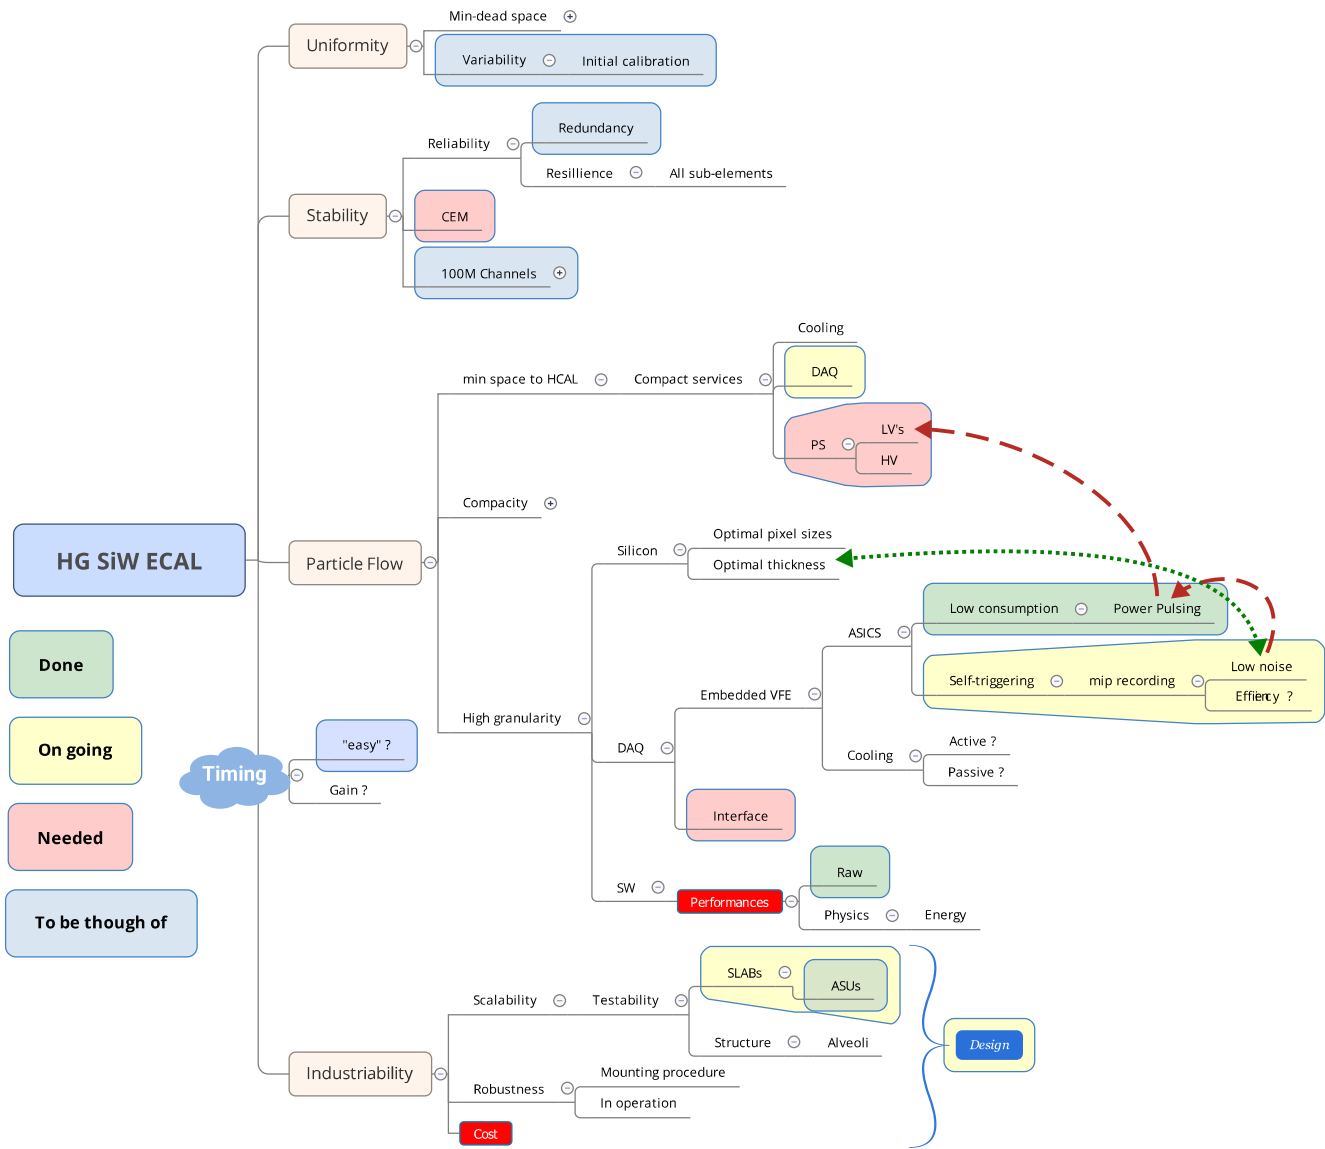 Min-dead space
Uniformity
Variability
Initial calibration
Redundancy
Reliability
Resillience
All sub-elements
Stability
CEM
100M Channels
Cooling
min space to HCAL
Compact services
DAQ
LV's
PS
HV
Compacity
Optimal pixel sizes
Silicon
Optimal thickness
HG SiW ECAL
Particle Flow
Low consumption
Power Pulsing
ASICS
Low noise
Self-triggering
mip recording
Effiency ?
Embedded VFE
High granularity
DAQ
Active ?
Cooling
Passive ?
Interface
Done
On going
Needed
To be though of
"easy" ?
Timing
Gain ?
Raw
SW
Performances
Physics
Energy
SLABs
ASUs
Scalability
Testability
Structure
Alveoli
Design
Industriability
Mounting procedure
Robustness
In operation
Cost